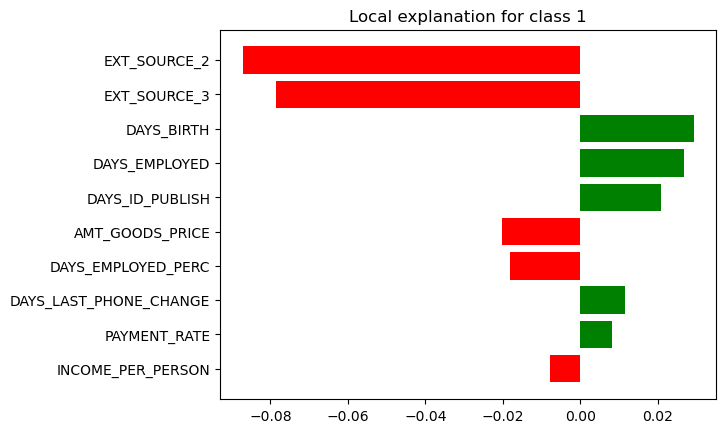 Local explanation for class 1
EXT_SOURCE_2
EXT_SOURCE_3
DAYS_BIRTH
DAYS_EMPLOYED
DAYS_ID_PUBLISH
AMT_GOODS_PRICE
DAYS_EMPLOYED_PERC
DAYS_LAST_PHONE_CHANGE
PAYMENT_RATE
INCOME_PER_PERSON
−0.08 −0.06 −0.04 −0.02 0.00 0.02